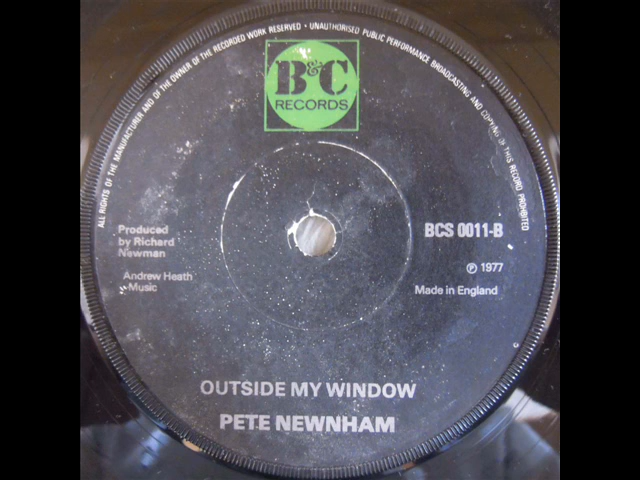 ALL RIGHTS OF THE MANUFACTURER AND OF THE OWNER OF THE RECORDED WORK RESERVED • UNAUTHORISED PUBLIC PERFORMANCE BROADCASTING AND COPYING OF THIS RECORD PROHIBITED
B&C
RECORDS
Produced
by Richard
Newman
Andrew Heath
Music
BCS 0011-B
℗ 1977
Made in England
OUTSIDE MY WINDOW
PETE NEWNHAM